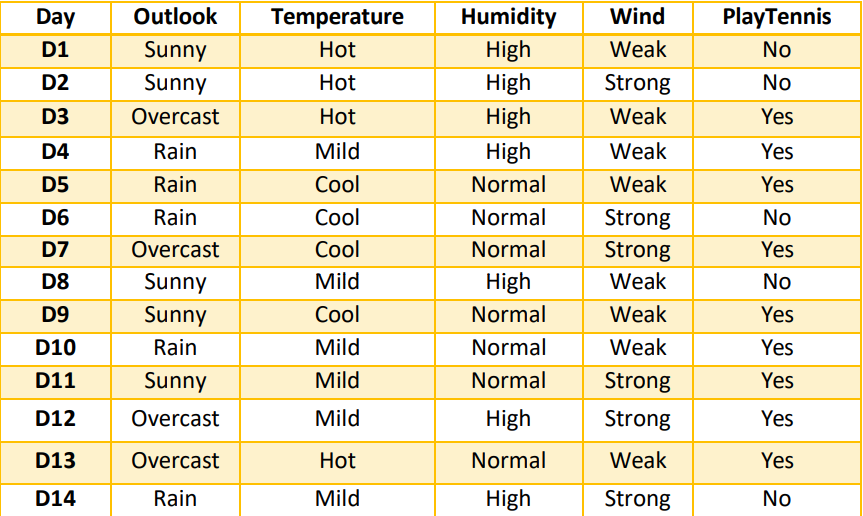 Day Outlook Temperature Humidity Wind PlayTennis
D1 Sunny Hot High Weak No
D2 Sunny Hot High Strong No
D3 Overcast Hot High Weak Yes
D4 Rain Mild High Weak Yes
D5 Rain Cool Normal Weak Yes
D6 Rain Cool Normal Strong No
D7 Overcast Cool Normal Strong Yes
D8 Sunny Mild High Weak No
D9 Sunny Cool Normal Weak Yes
D10 Rain Mild Normal Weak Yes
D11 Sunny Mild Normal Strong Yes
D12 Overcast Mild High Strong Yes
D13 Overcast Hot Normal Weak Yes
D14 Rain Mild High Strong No